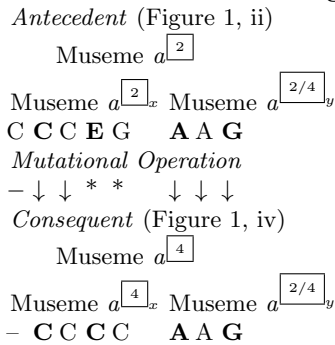 Antecedent (Figure 1, ii)
Museme a 2
Museme a 2 x Museme a 2/4 y
C C C E G A A G
Mutational Operation
– ↓ ↓ * * ↓ ↓ ↓
Consequent (Figure 1, iv)
Museme a 4
Museme a 4 x Museme a 2/4 y
– C C C C A A G